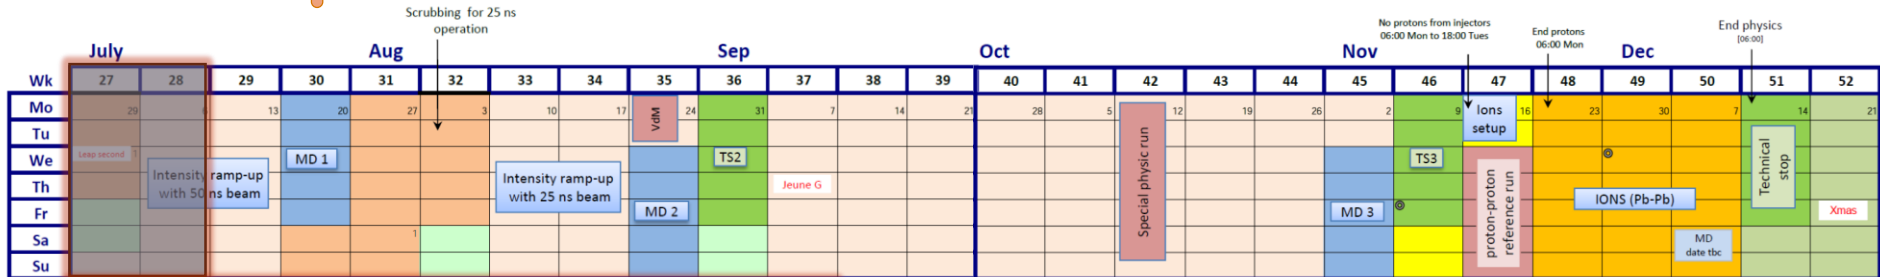 Scrubbing for 25 ns
operation
No protons from injectors
06:00 Mon to 18:00 Tues
End protons
06:00 Mon
End physics
[06:00]
July Aug Sep Oct Nov Dec
Wk 27 28 29 30 31 32 33 34 35 36 37 38 39 40 41 42 43 44 45 46 47 48 49 50 51 52
Mo 29 6 13 20 27 3 10 17 24 31 7 14 21 28 5 12 19 26 2 9 16 23 30 7 14 21
VdM
Ions
setup
Tu
We
Leap second 1
MD 1
TS2
TS3
Intensity ramp-up
with 50 ns beam
Intensity ramp-up
with 25 ns beam
Special physic run
proton-proton
reference run
Technical
stop
Th
Jeune G
IONS (Pb-Pb)
Fr
MD 2
MD 3
Xmas
Sa
1
MD
date tbc
Su